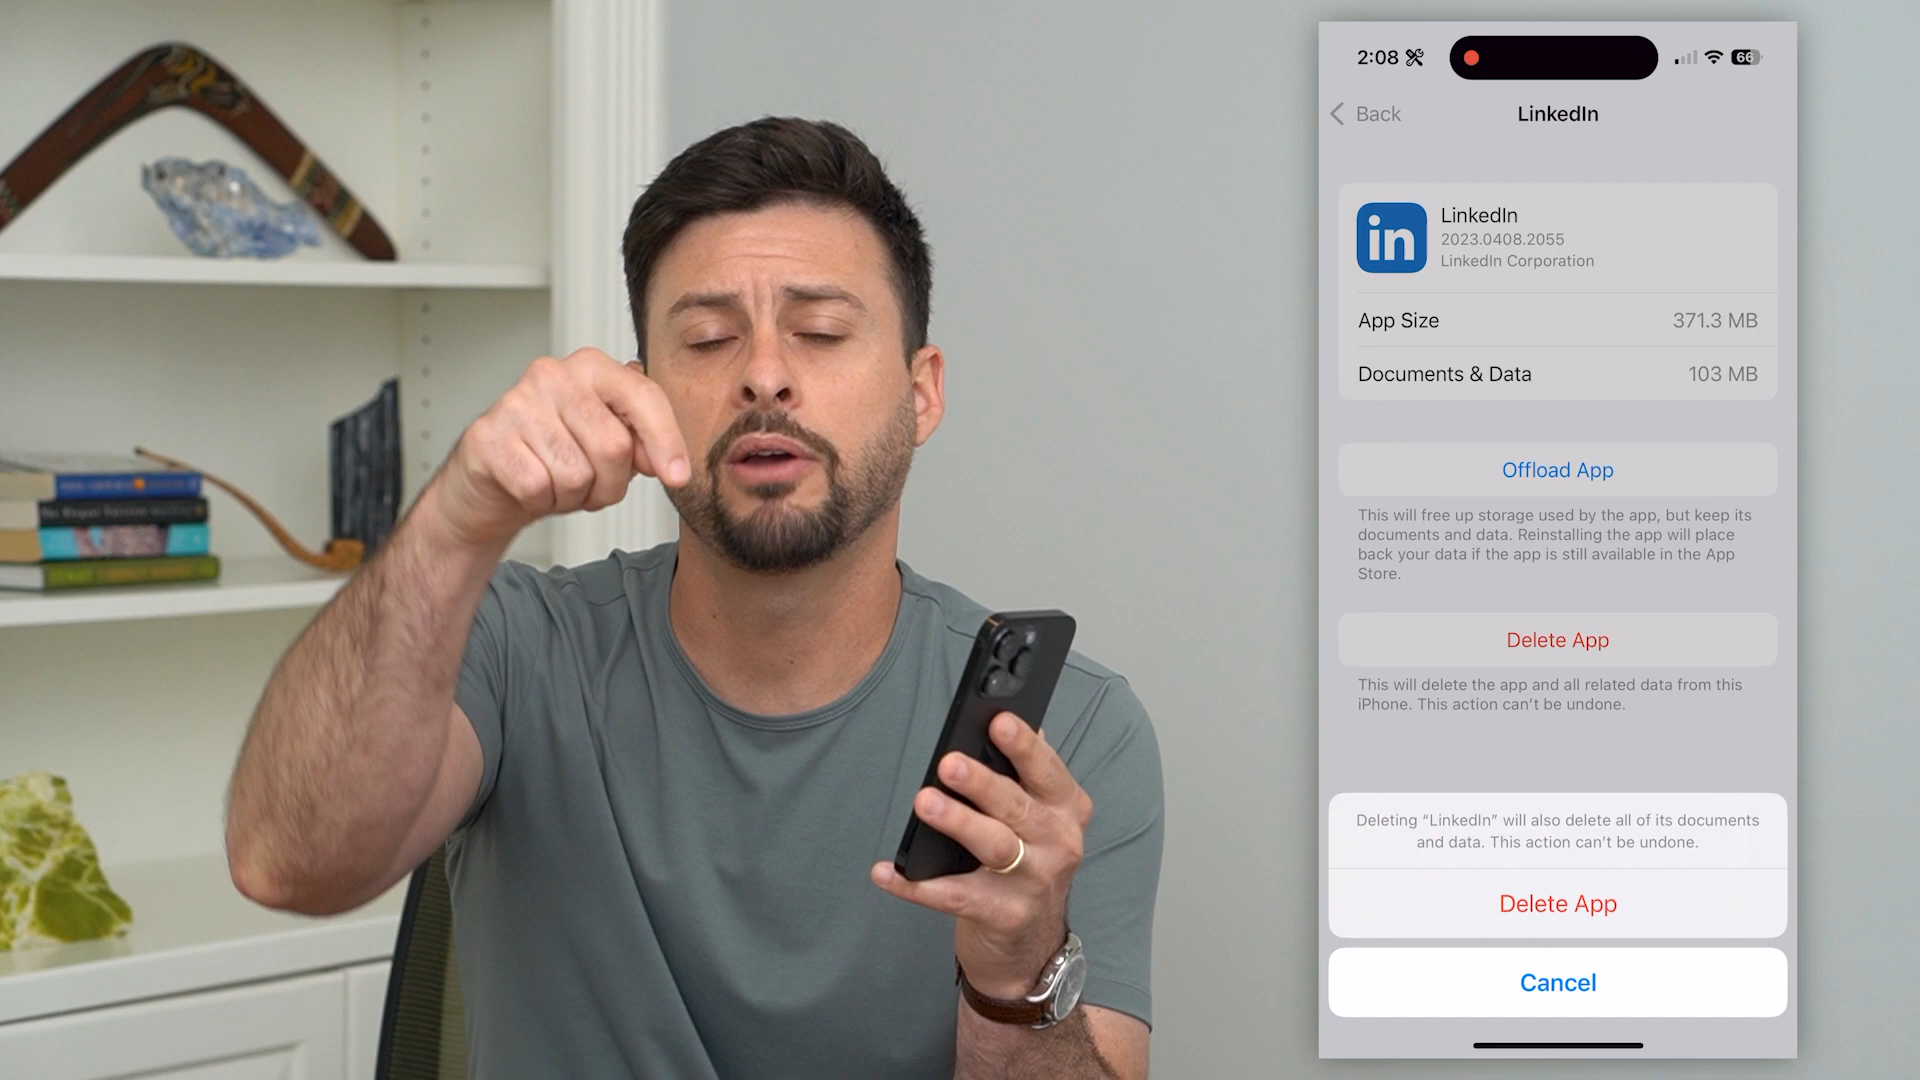 2:08
66
Back
LinkedIn
in
LinkedIn
2023.0408.2055
LinkedIn Corporation
App Size
371.3 MB
Documents & Data
103 MB
Offload App
This will free up storage used by the app, but keep its
documents and data. Reinstalling the app will place
back your data if the app is still available in the App
Store.
Delete App
This will delete the app and all related data from this
iPhone. This action can't be undone.
Deleting “LinkedIn” will also delete all of its documents
and data. This action can't be undone.
Delete App
Cancel